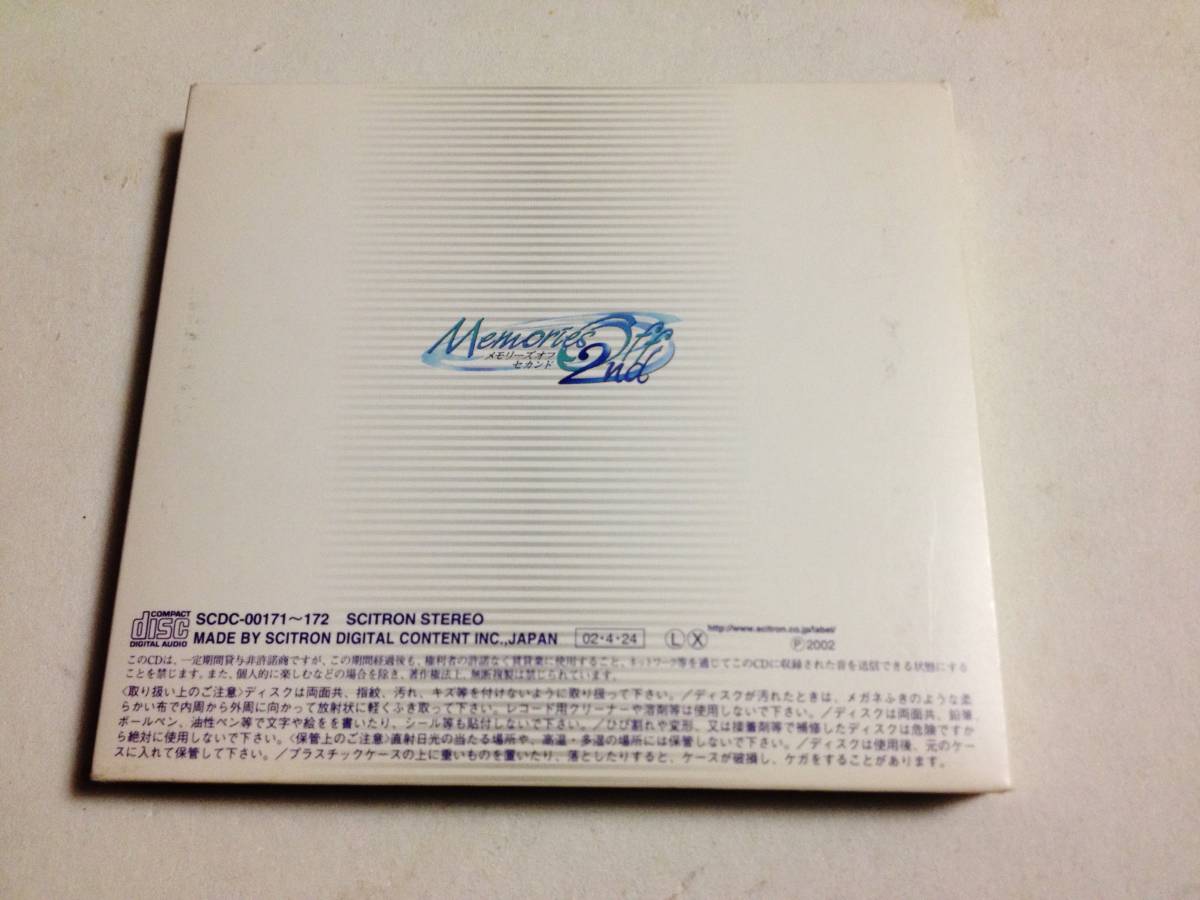 Memories Off
メモリーズオフ
セカンド
2nd
COMPACT
disc
DIGITAL AUDIO
SCDC-00171〜172 SCITRON STEREO
MADE BY SCITRON DIGITAL CONTENT INC.,JAPAN 02・4・24 L X
http://www.scitron.co.jp/label/
Ⓟ2002
このCDは、一定期間貸与非許諾商ですが、この期間経過後も、権利者の許諾なく賃貸業に使用すること、ネットワーク等を通じてこのCDに収録された音を送信できる状態にする
ことを禁じます。また、個人的に楽しむなどの場合を除き、著作権法上、無断複製は禁じられています。
〈取り扱い上のご注意〉ディスクは両面共、指紋、汚れ、キズ等を付けないように取り扱って下さい。／ディスクが汚れたときは、メガネふきのような柔
らかい布で内周から外周に向かって放射状に軽くふき取って下さい。レコード用クリーナーや溶剤等は使用しないで下さい。／ディスクは両面共、鉛筆、
ボールペン、油性ペン等で文字や絵をを書いたり、シール等も貼付しないで下さい。／ひび割れや変形、又は接着剤等で補修したディスクは危険ですか
ら絶対に使用しないで下さい。〈保管上のご注意〉直射日光の当たる場所や、高温・多湿の場所には保管しないで下さい。／ディスクは使用後、元のケー
スに入れて保管して下さい。／プラスチックケースの上に重いものを置いたり、落としたりすると、ケースが破損し、ケガをすることがあります。